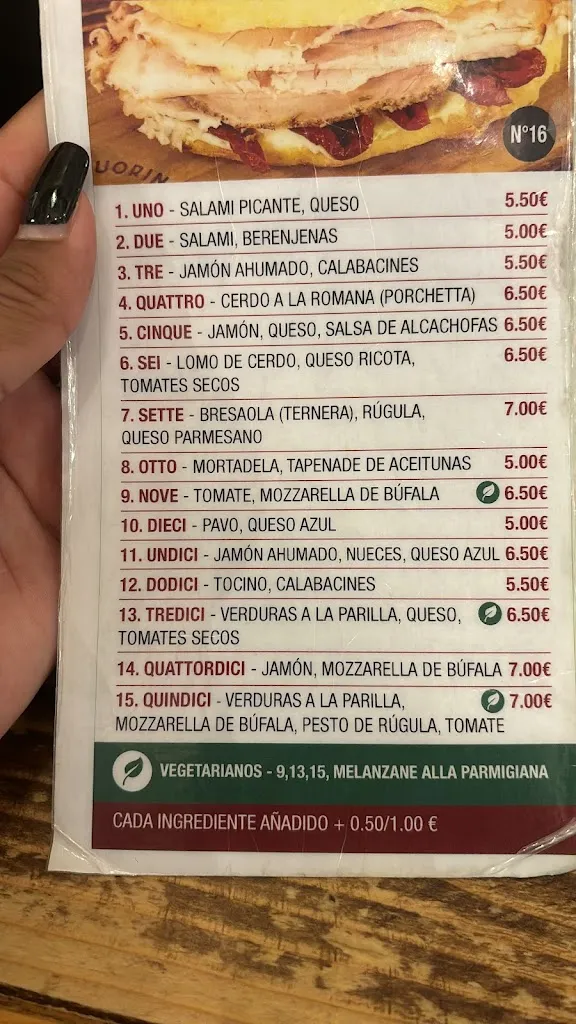 UORIN
N°16
1. UNO - SALAMI PICANTE, QUESO 5.50€
2. DUE - SALAMI, BERENJENAS 5.00€
3. TRE - JAMÓN AHUMADO, CALABACINES 5.50€
4. QUATTRO - CERDO A LA ROMANA (PORCHETTA) 6.50€
5. CINQUE - JAMÓN, QUESO, SALSA DE ALCACHOFAS 6.50€
6. SEI - LOMO DE CERDO, QUESO RICOTA, 6.50€
TOMATES SECOS
7. SETTE - BRESAOLA (TERNERA), RÚGULA, 7.00€
QUESO PARMESANO
8. OTTO - MORTADELA, TAPENADE DE ACEITUNAS 5.00€
9. NOVE - TOMATE, MOZZARELLA DE BÚFALA 6.50€
10. DIECI - PAVO, QUESO AZUL 5.00€
11. UNDICI - JAMÓN AHUMADO, NUECES, QUESO AZUL 6.50€
12. DODICI - TOCINO, CALABACINES 5.50€
13. TREDICI - VERDURAS A LA PARILLA, QUESO, 6.50€
TOMATES SECOS
14. QUATTORDICI - JAMÓN, MOZZARELLA DE BÚFALA 7.00€
15. QUINDICI - VERDURAS A LA PARILLA, 7.00€
MOZZARELLA DE BÚFALA, PESTO DE RÚGULA, TOMATE
VEGETARIANOS - 9,13,15, MELANZANE ALLA PARMIGIANA
CADA INGREDIENTE AÑADIDO + 0.50/1.00 €